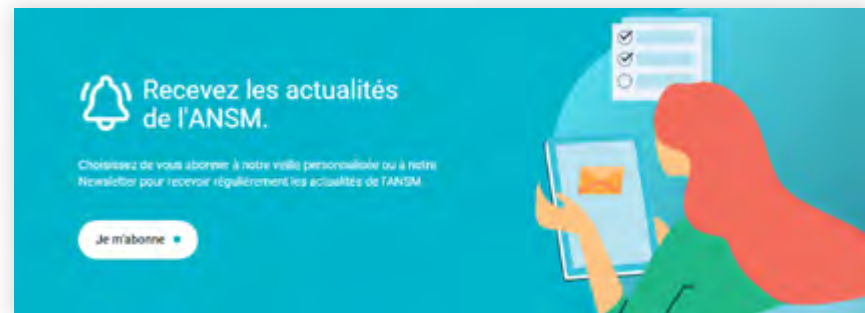 Recevez les actualités
de l'ANSM.
Choisissez de vous abonner à notre veille personnalisée ou à notre
Newsletter pour recevoir régulièrement les actualités de l'ANSM
Je m'abonne